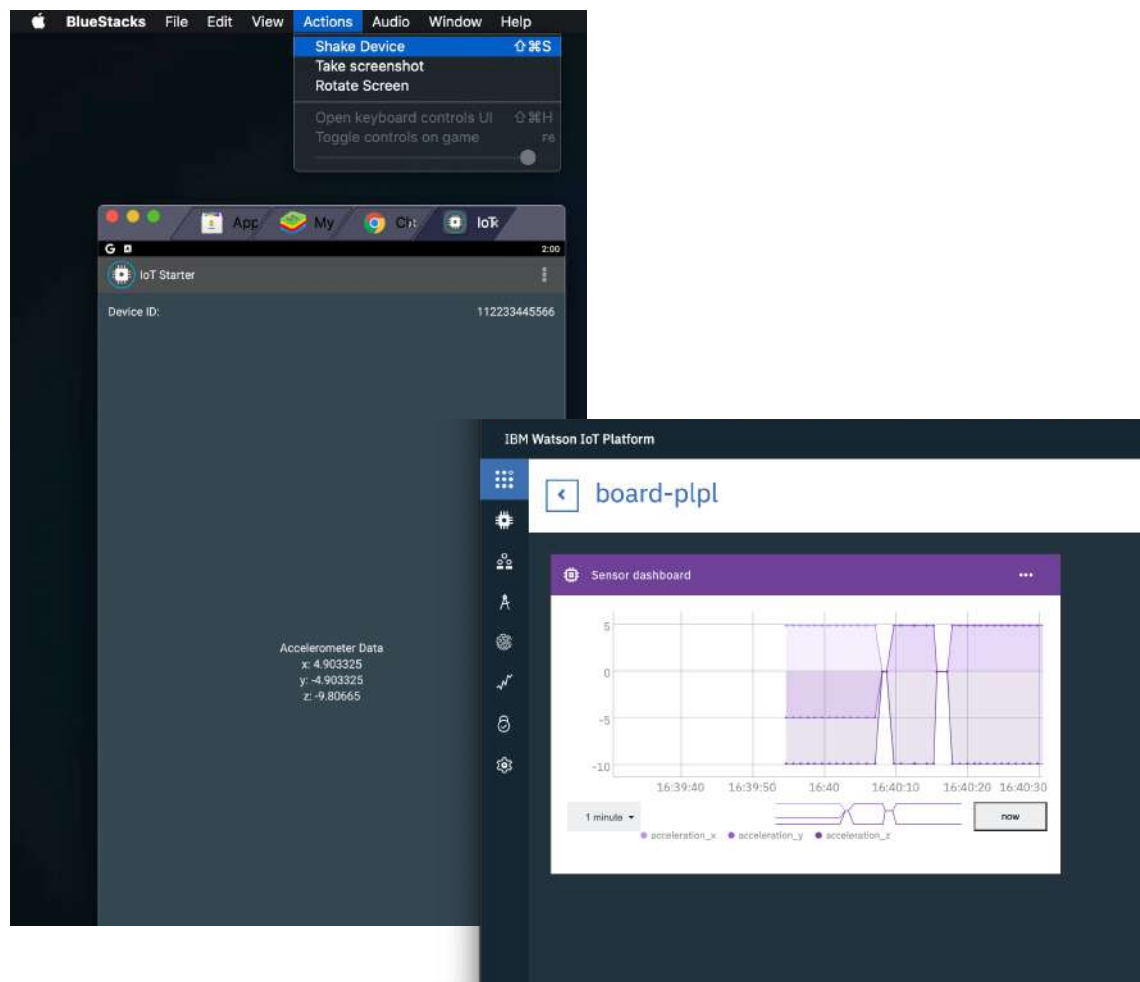 BlueStacks File Edit View Actions Audio Window Help
Shake Device ⇧⌘S
Take screenshot
Rotate Screen
Open keyboard controls UI ⇧⌘H
Toggle controls on game F6
App My Ch IoT
G 2:00
IoT Starter
Device ID: 112233445566
Accelerometer Data
x: 4.903325
y: -4.903325
z: -9.80665
IBM Watson IoT Platform
board-plpl
Sensor dashboard
5
0
-5
-10
16:39:40 16:39:50 16:40 16:40:10 16:40:20 16:40:30
1 minute now
acceleration_x acceleration_y acceleration_z